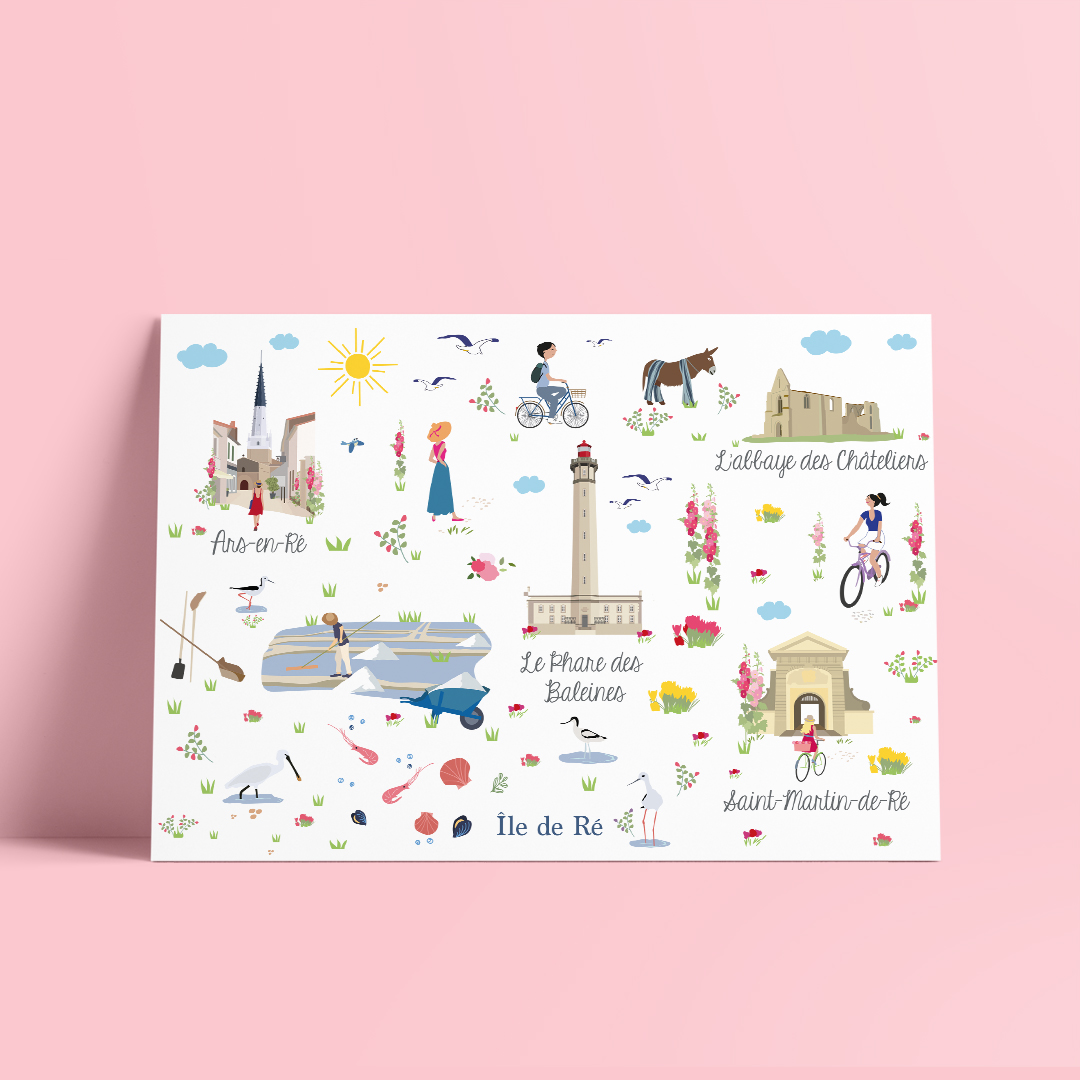 L'abbaye des Châteliers
Ars-en-Ré
Le Phare des
Baleines
Saint-Martin-de-Ré
Île de Ré